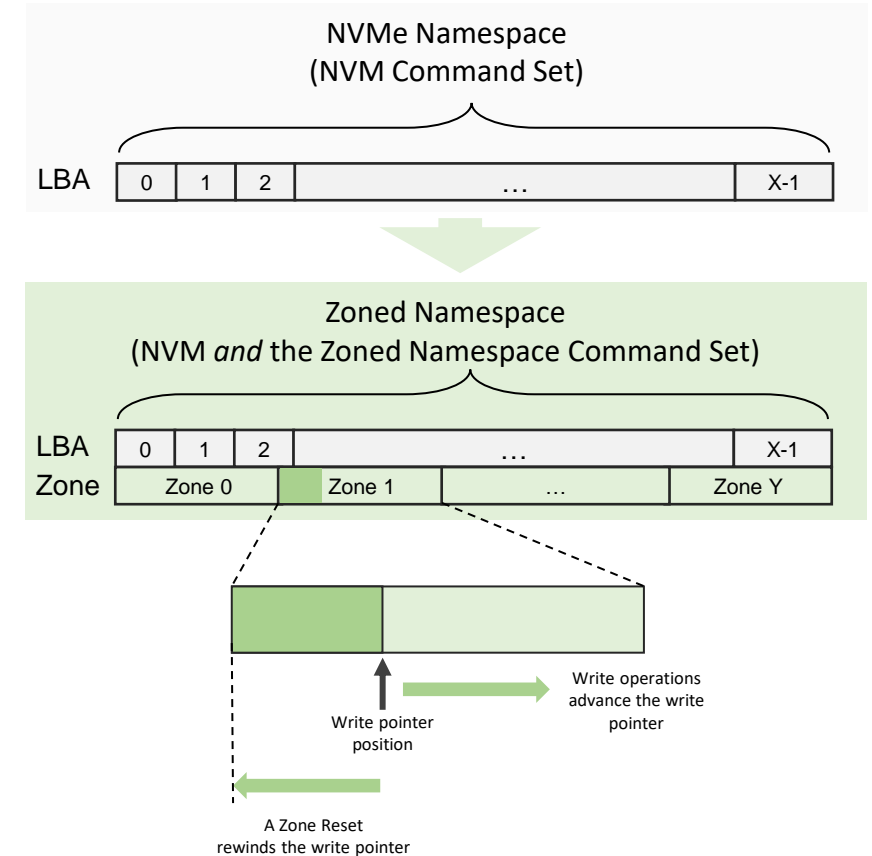 NVMe Namespace
(NVM Command Set)
LBA 0 1 2 ... X-1
Zoned Namespace
(NVM and the Zoned Namespace Command Set)
LBA 0 1 2 ... X-1
Zone Zone 0 Zone 1 ... Zone Y
Write operations
advance the write
pointer
Write pointer
position
A Zone Reset
rewinds the write pointer